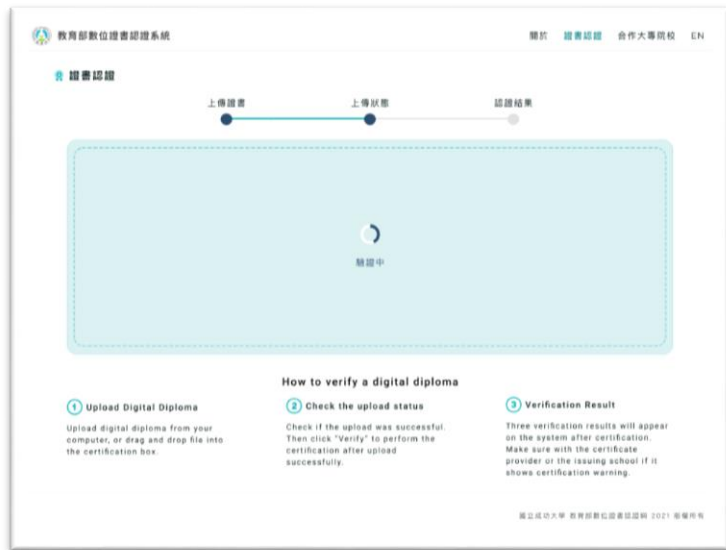 教育部數位證書認證系統
關於 證書認證 合作大專院校 EN
證書認證
上傳證書 上傳狀態 認證結果
驗證中
How to verify a digital diploma
1 Upload Digital Diploma
Upload digital diploma from your
computer, or drag and drop file into
the certification box.
2 Check the upload status
Check if the upload was successful.
Then click "Verify" to perform the
certification after upload
successfully.
3 Verification Result
Three verification results will appear
on the system after certification.
Make sure with the certificate
provider or the issuing school if it
shows certification warning.
國立成功大學 教育部數位證書認證網 2021 版權所有